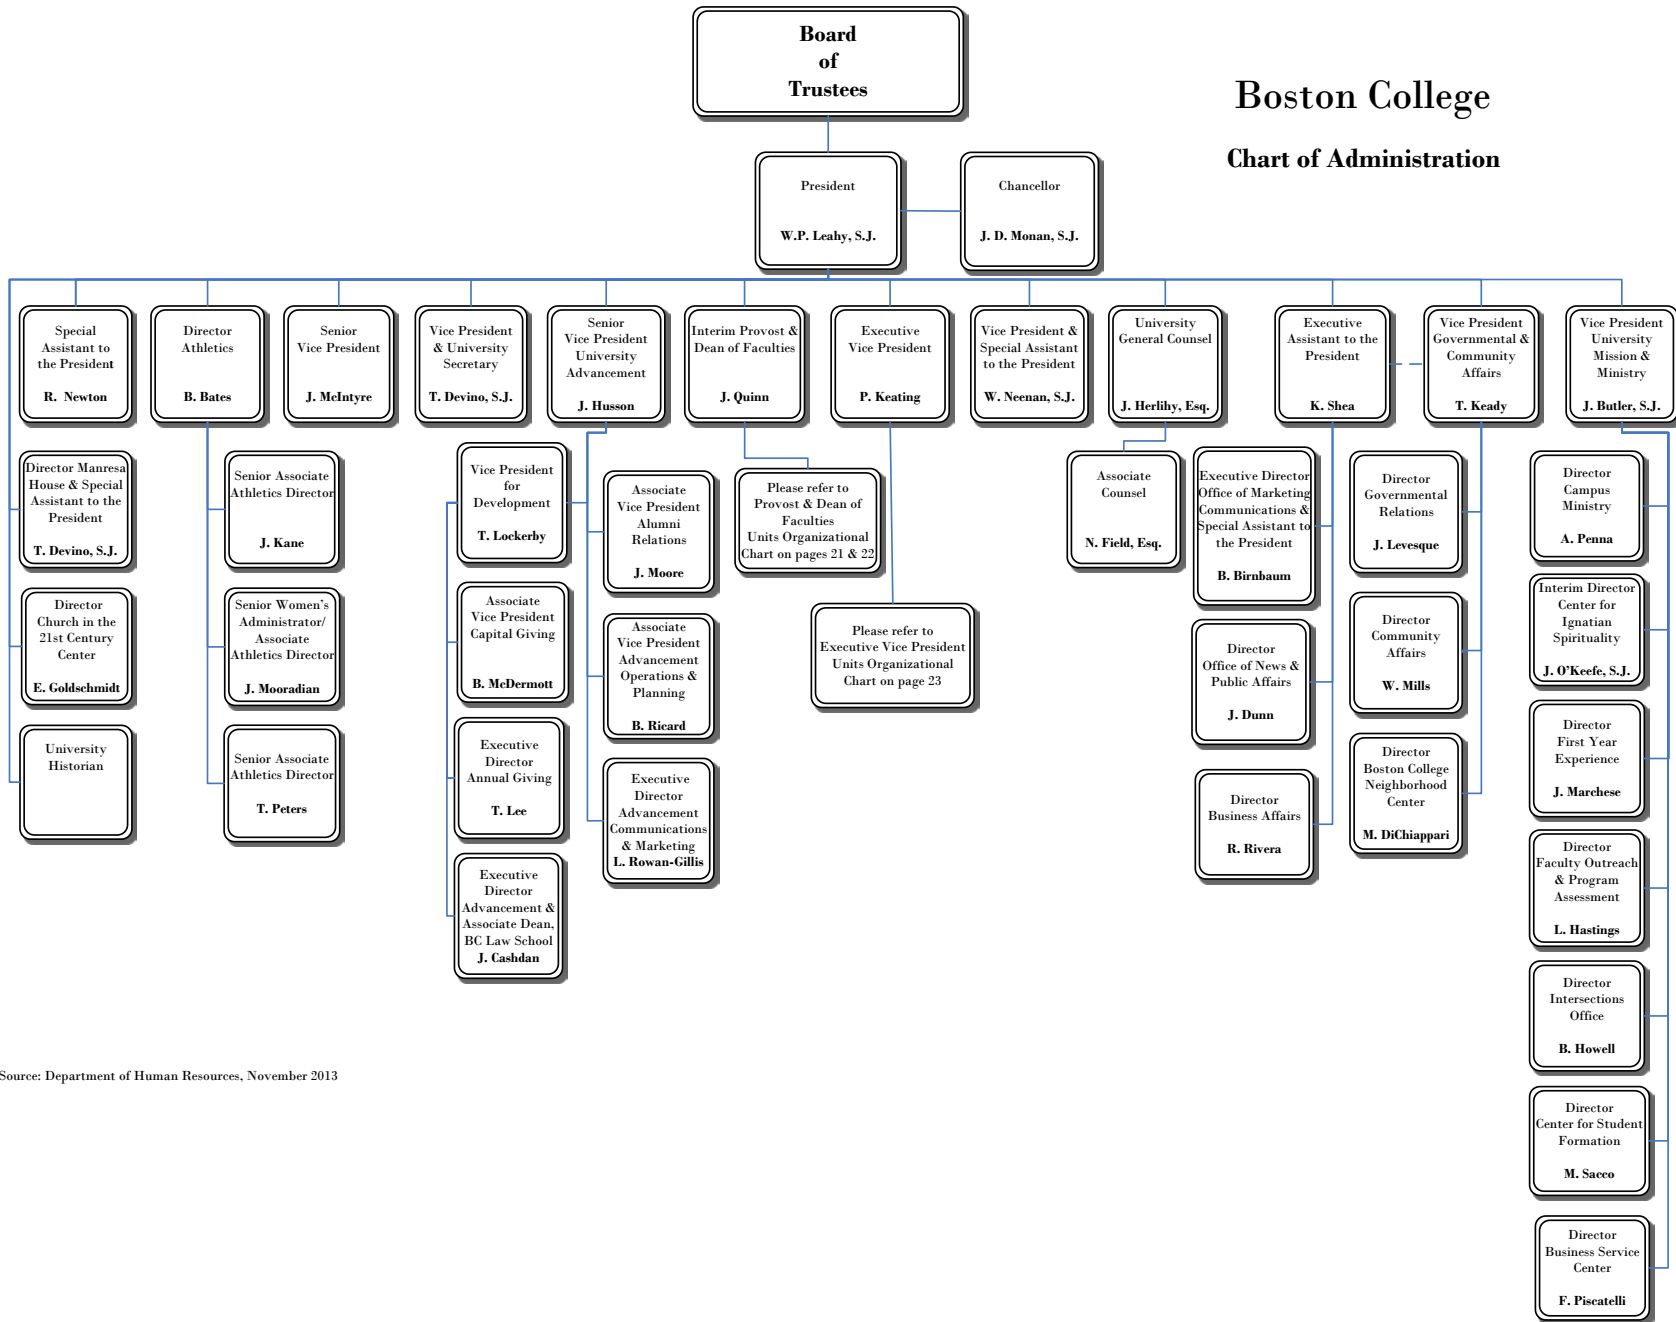 Board
of
Trustees
Boston College
Chart of Administration
President
W.P. Leahy, S.J.
Chancellor
J. D. Monan, S.J.
Special
Assistant to
the President
R. Newton
Director
Athletics
B. Bates
Senior
Vice President
J. McIntyre
Vice President
& University
Secretary
T. Devino, S.J.
Senior
Vice President
University
Advancement
J. Husson
Interim Provost &
Dean of Faculties
J. Quinn
Executive
Vice President
P. Keating
Vice President &
Special Assistant
to the President
W. Neenan, S.J.
University
General Counsel
J. Herlihy, Esq.
Executive
Assistant to the
President
K. Shea
Vice President
Governmental &
Community
Affairs
T. Keady
Vice President
University
Mission &
Ministry
J. Butler, S.J.
Director Manresa
House & Special
Assistant to the
President
T. Devino, S.J.
Director
Church in the
21st Century
Center
E. Goldschmidt
University
Historian
Senior Associate
Athletics Director
J. Kane
Senior Women's
Administrator/
Associate
Athletics Director
J. Mooradian
Senior Associate
Athletics Director
T. Peters
Vice President
for
Development
T. Lockerby
Associate
Vice President
Capital Giving
B. McDermott
Executive
Director
Annual Giving
T. Lee
Executive
Director
Advancement &
Associate Dean,
BC Law School
J. Cashdan
Associate
Vice President
Alumni
Relations
J. Moore
Associate
Vice President
Advancement
Operations &
Planning
B. Ricard
Executive
Director
Advancement
Communications
& Marketing
L. Rowan-Gillis
Please refer to
Provost & Dean of
Faculties
Units Organizational
Chart on pages 21 & 22
Please refer to
Executive Vice President
Units Organizational
Chart on page 23
Associate
Counsel
N. Field, Esq.
Executive Director
Office of Marketing
Communications &
Special Assistant to
the President
B. Birnbaum
Director
Office of News &
Public Affairs
J. Dunn
Director
Business Affairs
R. Rivera
Director
Governmental
Relations
J. Levesque
Director
Community
Affairs
W. Mills
Director
Boston College
Neighborhood
Center
M. DiChiappari
Director
Campus
Ministry
A. Penna
Interim Director
Center for
Ignatian
Spirituality
J. O'Keefe, S.J.
Director
First Year
Experience
J. Marchese
Director
Faculty Outreach
& Program
Assessment
L. Hastings
Director
Intersections
Office
B. Howell
Director
Center for Student
Formation
M. Sacco
Director
Business Service
Center
F. Piscatelli
Source: Department of Human Resources, November 2013